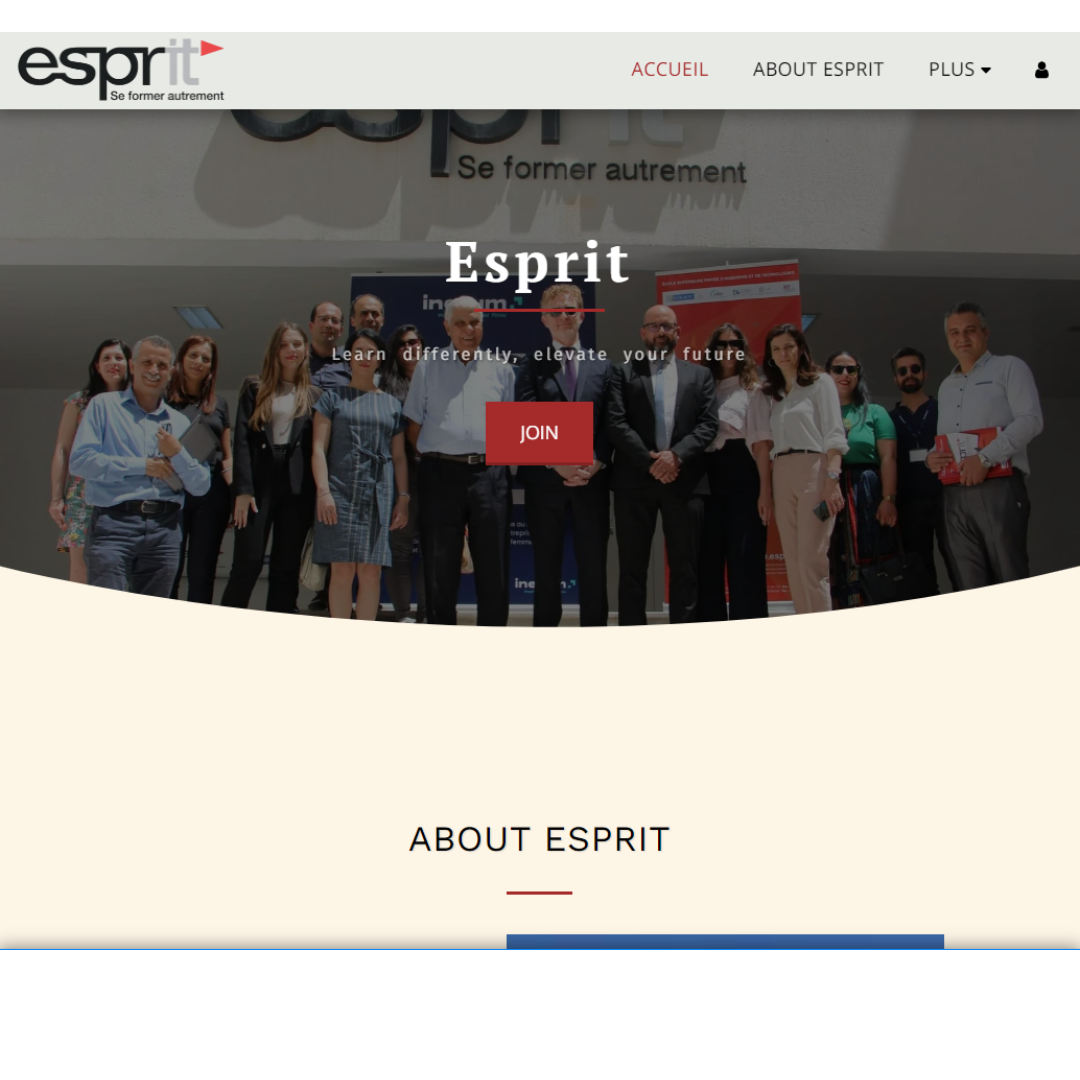 esprit
Se former autrement
ACCUEIL
ABOUT ESPRIT
PLUS
Se former autrement
Esprit
Learn differently, elevate your future
JOIN
ABOUT ESPRIT